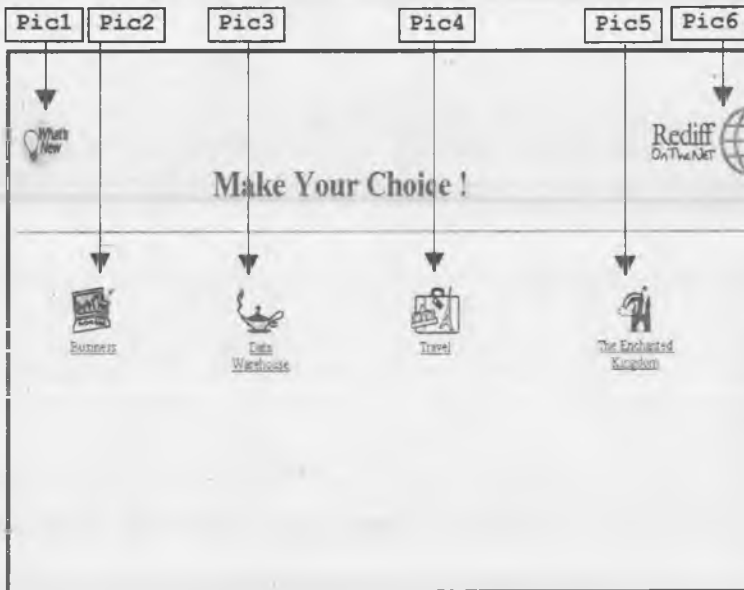 Pic1 Pic2 Pic3 Pic4 Pic5 Pic6
What's
New
Rediff
On The NeT
Make Your Choice !
Business Data Travel The Enchanted
Warehouse Kingdom